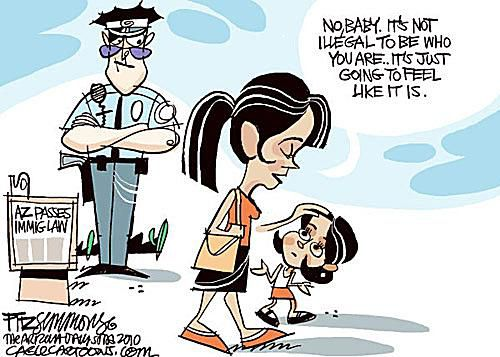 NO, BABY. IT'S NOT
ILLEGAL TO BE WHO
YOU ARE.. IT'S JUST
GOING TO FEEL
LIKE IT IS.
AZ PASSES
IMMIG LAW
FITZSIMMONS
THE ARIZONA DAILY STAR 2010
CAGLECARTOONS.COM